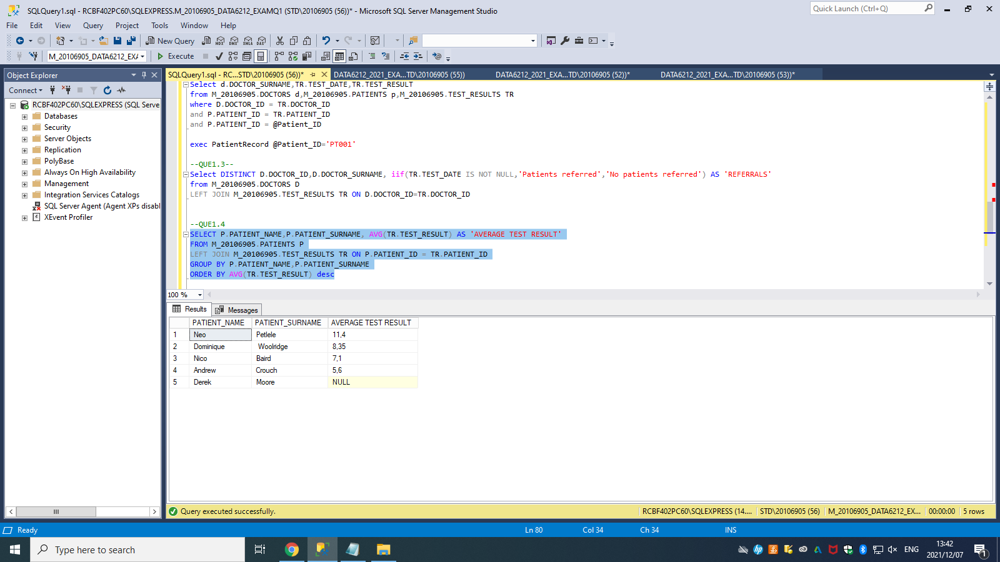 SQLQuery1.sql - RCBF402PC60\SQLEXPRESS.M_20106905_DATA6212_EXAMQ1 (STD\20106905 (56))* - Microsoft SQL Server Management Studio
Quick Launch (Ctrl+Q)
File Edit View Query Project Tools Window Help
New Query MDX DMX XMLA DAX
M_20106905_DATA6212_EX/ Execute
Object Explorer
SQLQuery1.sql - RC...STD\20106905 (56))* DATA6212_2021_EXA...TD\20106905 (55)) DATA6212_2021_EXA...TD\20106905 (52))* DATA6212_2021_EXA...TD\20106905 (53))*
Connect
RCBF402PC60\SQLEXPRESS (SQL Serve
Databases
Security
Server Objects
Replication
PolyBase
Always On High Availability
Management
Integration Services Catalogs
SQL Server Agent (Agent XPs disabl
XEvent Profiler
Select d.DOCTOR_SURNAME,TR.TEST_DATE,TR.TEST_RESULT
from M_20106905.DOCTORS d,M_20106905.PATIENTS p,M_20106905.TEST_RESULTS TR
where D.DOCTOR_ID = TR.DOCTOR_ID
and P.PATIENT_ID = TR.PATIENT_ID
and P.PATIENT_ID = @Patient_ID
exec PatientRecord @Patient_ID='PT001'
--QUE1.3--
Select DISTINCT D.DOCTOR_ID,D.DOCTOR_SURNAME, iif(TR.TEST_DATE IS NOT NULL,'Patients referred','No patients referred') AS 'REFERRALS'
from M_20106905.DOCTORS D
LEFT JOIN M_20106905.TEST_RESULTS TR ON D.DOCTOR_ID=TR.DOCTOR_ID
--QUE1.4
SELECT P.PATIENT_NAME,P.PATIENT_SURNAME, AVG(TR.TEST_RESULT) AS 'AVERAGE TEST RESULT'
FROM M_20106905.PATIENTS P
LEFT JOIN M_20106905.TEST_RESULTS TR ON P.PATIENT_ID = TR.PATIENT_ID
GROUP BY P.PATIENT_NAME,P.PATIENT_SURNAME
ORDER BY AVG(TR.TEST_RESULT) desc
100 %
Results Messages
PATIENT_NAME PATIENT_SURNAME AVERAGE TEST RESULT
1 Neo Petlele 11,4
2 Dominique Woolridge 8,35
3 Nico Baird 7,1
4 Andrew Crouch 5,6
5 Derek Moore NULL
Query executed successfully. RCBF402PC60\SQLEXPRESS (14.... STD\20106905 (56) M_20106905_DATA6212_EXA... 00:00:00 5 rows
Ready Ln 80 Col 34 Ch 34 INS
Type here to search
ENG
13:42
2021/12/07
1